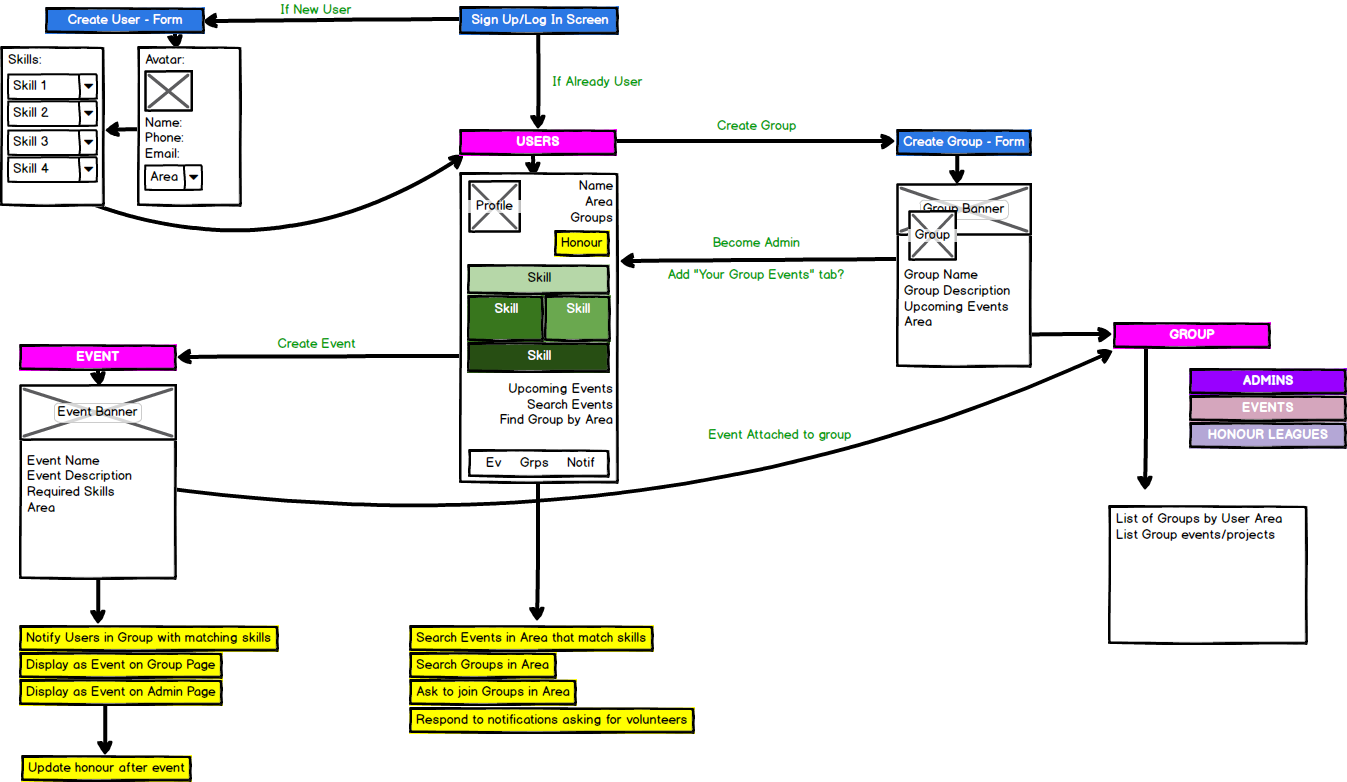 Create User - Form
If New User
Sign Up/Log In Screen
Skills:
Skill 1
Skill 2
Skill 3
Skill 4
Avatar:
Name:
Phone:
Email:
Area
If Already User
USERS
Create Group
Create Group - Form
Profile
Name
Area
Groups
Honour
Skill
Skill
Skill
Skill
Upcoming Events
Search Events
Find Group by Area
Ev Grps Notif
Become Admin
Add "Your Group Events" tab?
Group Banner
Group
Group Name
Group Description
Upcoming Events
Area
GROUP
ADMINS
EVENTS
HONOUR LEAGUES
Create Event
EVENT
Event Banner
Event Name
Event Description
Required Skills
Area
Event Attached to group
List of Groups by User Area
List Group events/projects
Notify Users in Group with matching skills
Display as Event on Group Page
Display as Event on Admin Page
Update honour after event
Search Events in Area that match skills
Search Groups in Area
Ask to join Groups in Area
Respond to notifications asking for volunteers